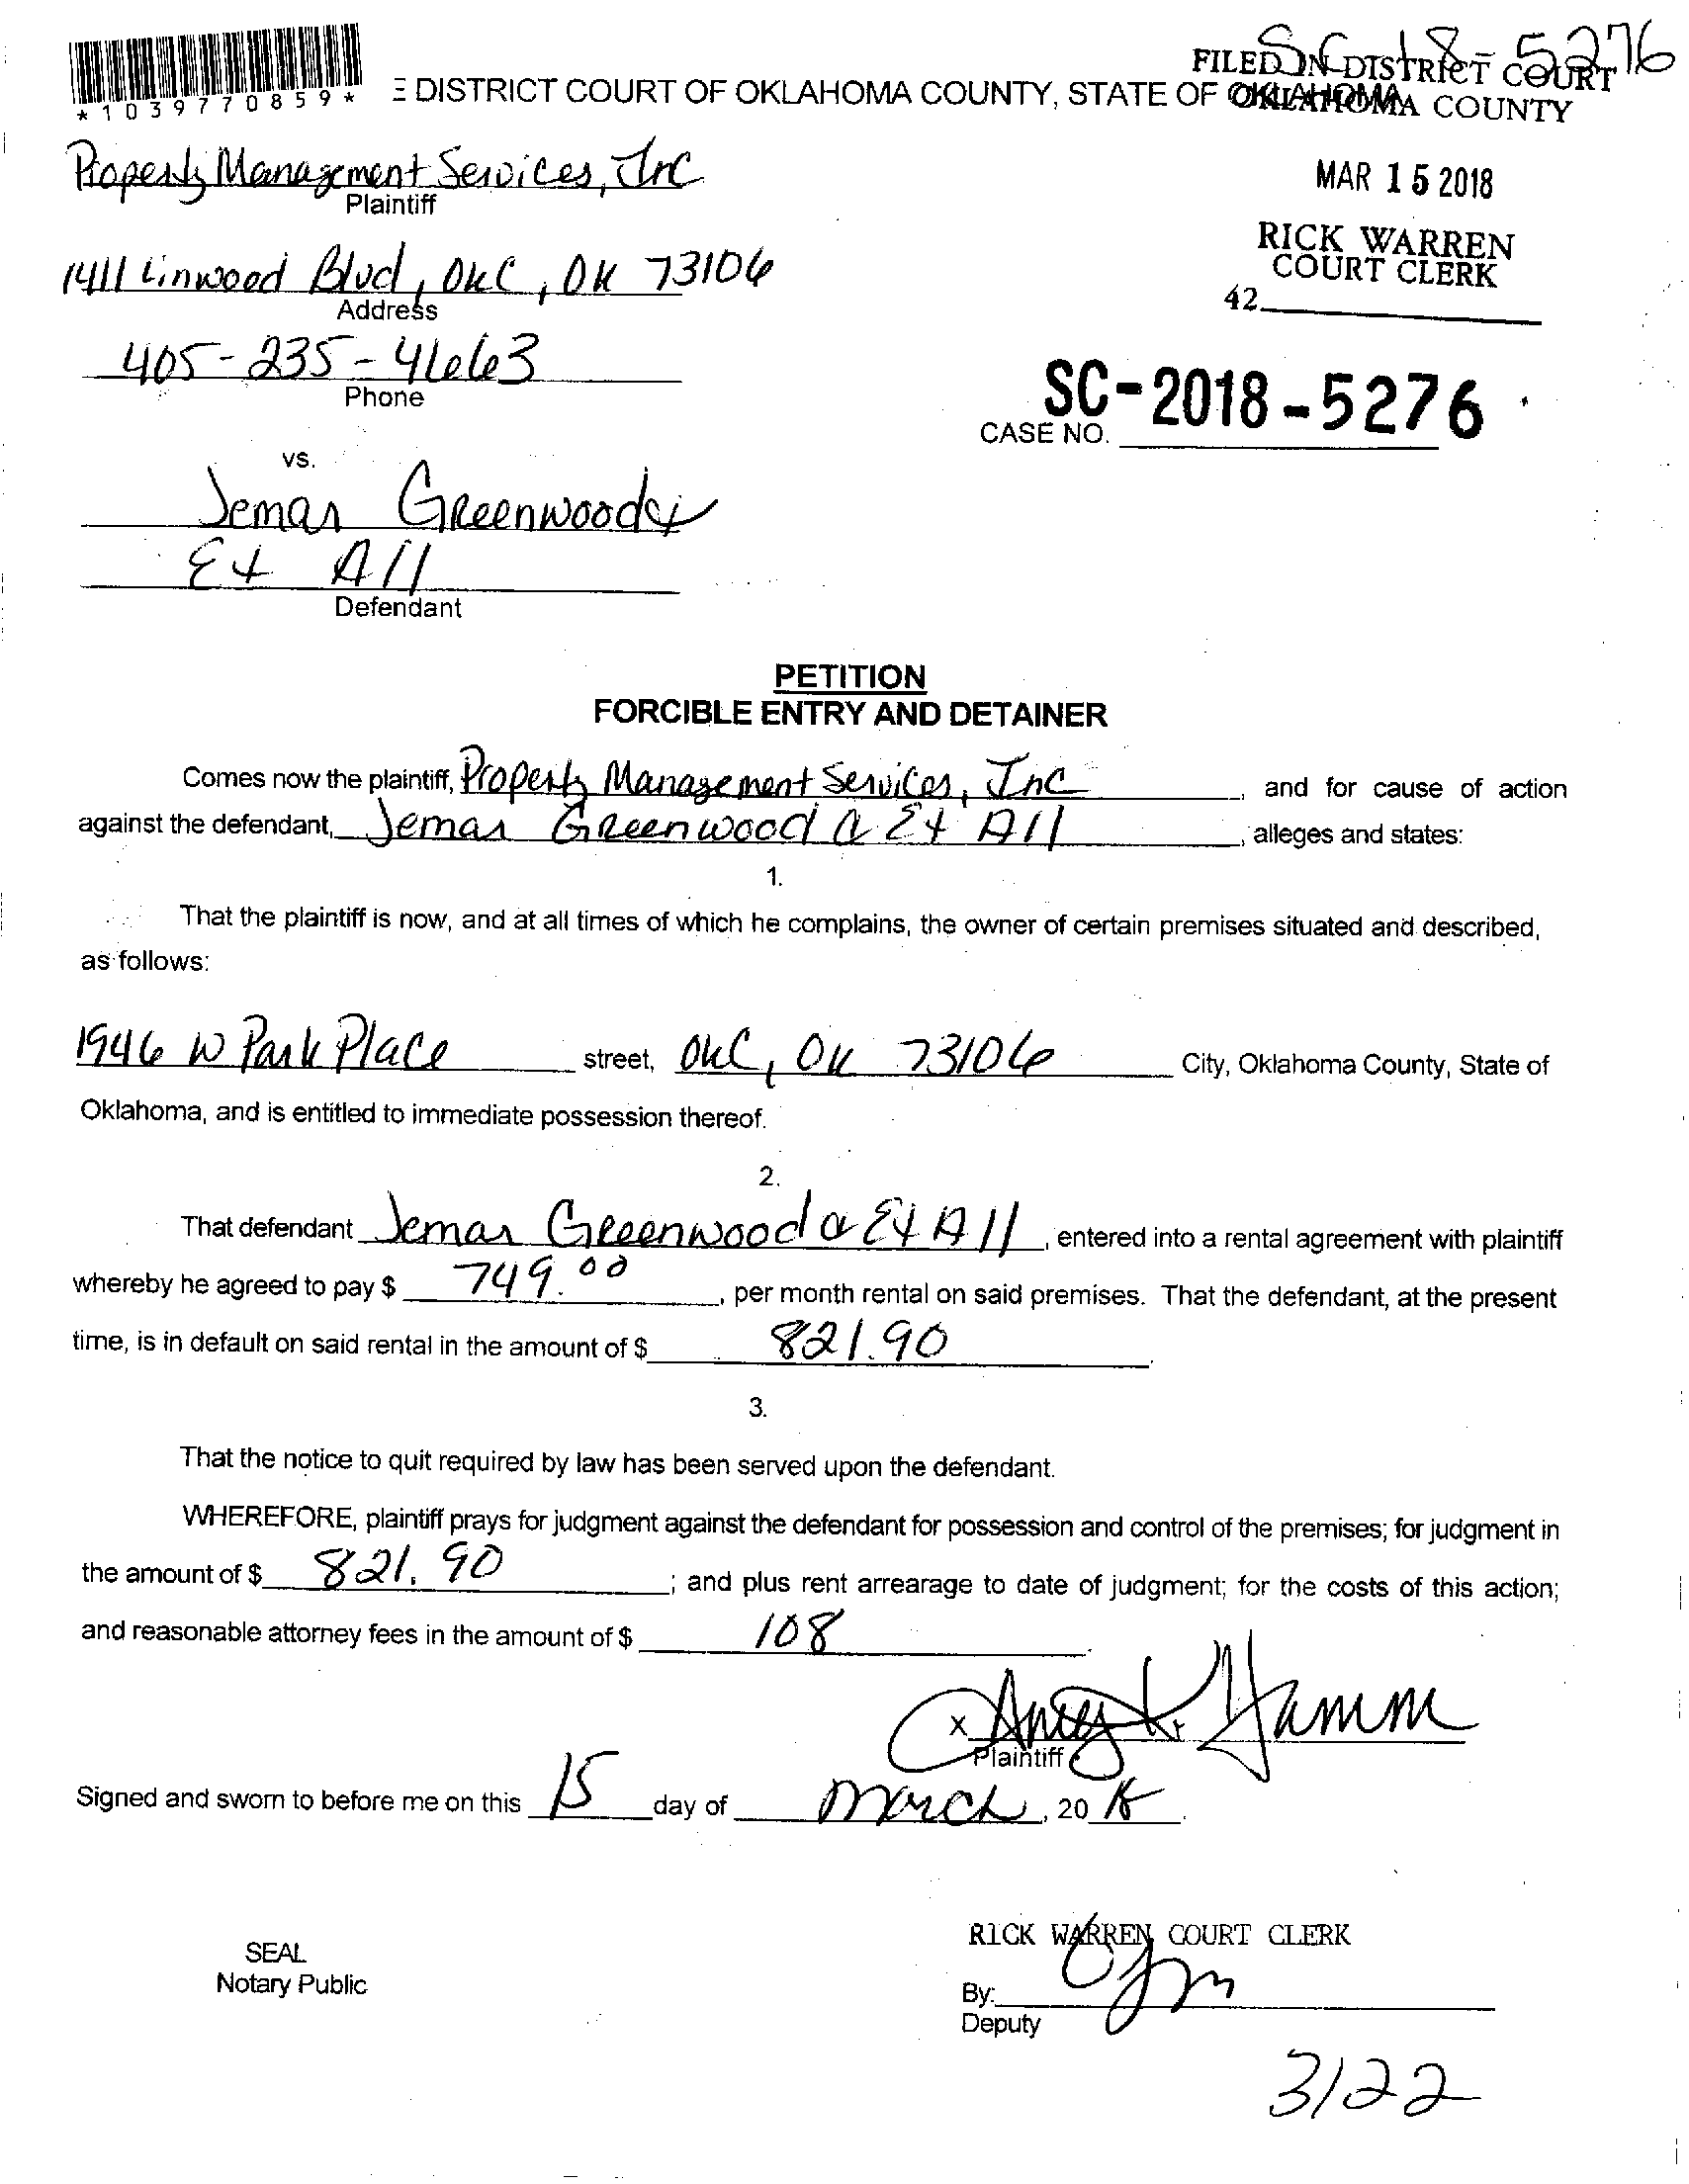 SC-18-5276
FILED IN DISTRICT COURT
OKLAHOMA COUNTY
*1039770859*
E DISTRICT COURT OF OKLAHOMA COUNTY, STATE OF OKLAHOMA
Property Management Services, Inc
Plaintiff
MAR 15 2018
RICK WARREN
COURT CLERK
42
1411 Linwood Blvd, OKC, OK 73106
Address
405-235-4663
Phone
SC-2018-5276
CASE NO.
vs.
Jemar Greenwood &
Et All
Defendant
PETITION
FORCIBLE ENTRY AND DETAINER
Comes now the plaintiff, Property Management Services, Inc, and for cause of action
against the defendant, Jemar Greenwood & Et All, alleges and states:
1.
That the plaintiff is now, and at all times of which he complains, the owner of certain premises situated and described,
as follows:
1946 W Park Place street, OKC, OK 73106 City, Oklahoma County, State of
Oklahoma, and is entitled to immediate possession thereof.
2.
That defendant Jemar Greenwood & Et All, entered into a rental agreement with plaintiff
whereby he agreed to pay $ 749.00, per month rental on said premises. That the defendant, at the present
time, is in default on said rental in the amount of $ 821.90.
3.
That the notice to quit required by law has been served upon the defendant.
WHEREFORE, plaintiff prays for judgment against the defendant for possession and control of the premises; for judgment in
the amount of $ 821.90; and plus rent arrearage to date of judgment; for the costs of this action;
and reasonable attorney fees in the amount of $ 108.
x K Hamm
Plaintiff
Signed and sworn to before me on this 15 day of March, 2018.
RICK WARREN COURT CLERK
SEAL
Notary Public
By:
Deputy
3122